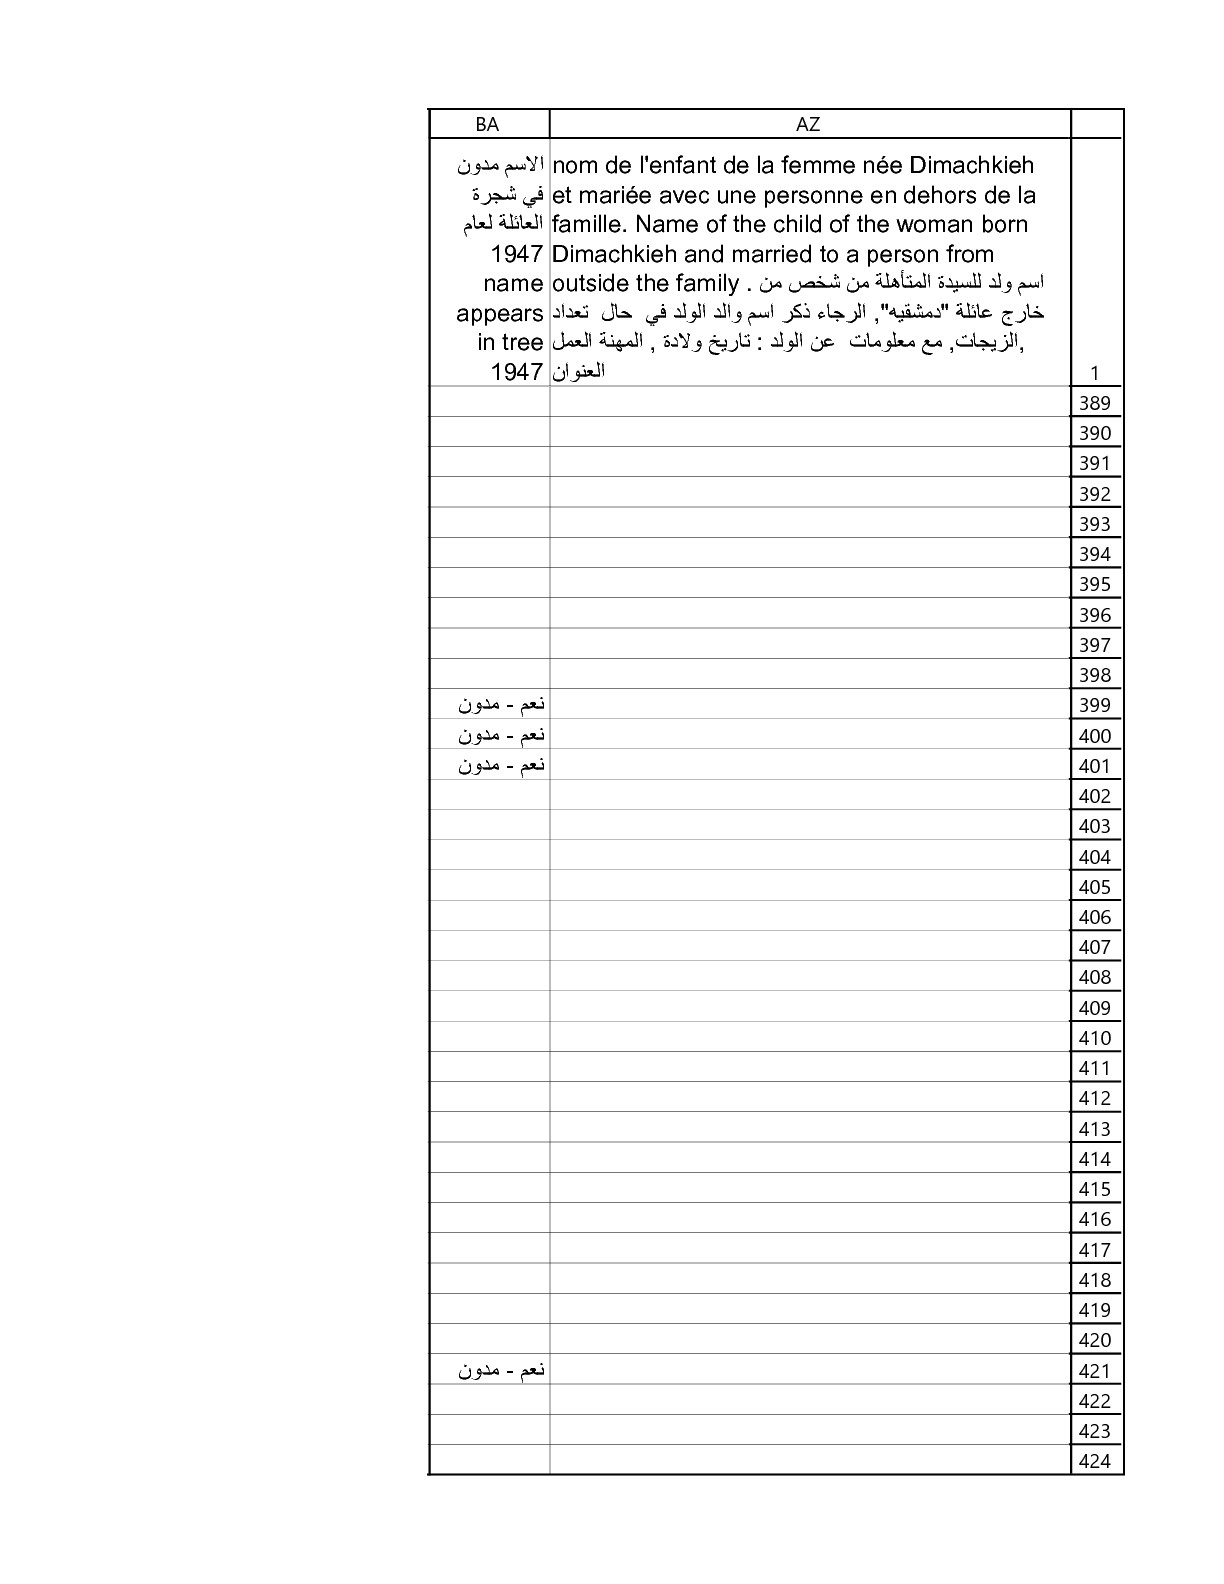 BA AZ
الاسم مدون
في شجرة
العائلة لعام
1947
name
appears
in tree
1947
nom de l'enfant de la femme née Dimachkieh
et mariée avec une personne en dehors de la
famille. Name of the child of the woman born
Dimachkieh and married to a person from
outside the family . اسم ولد للسيدة المتأهلة من شخص من
خارج عائلة "دمشقيه", الرجاء ذكر اسم والد الولد في حال تعداد
الزيجات, مع معلومات عن الولد : تاريخ ولادة , المهنة العمل,
العنوان
1
389
390
391
392
393
394
395
396
397
398
نعم - مدون 399
نعم - مدون 400
نعم - مدون 401
402
403
404
405
406
407
408
409
410
411
412
413
414
415
416
417
418
419
420
نعم - مدون 421
422
423
424